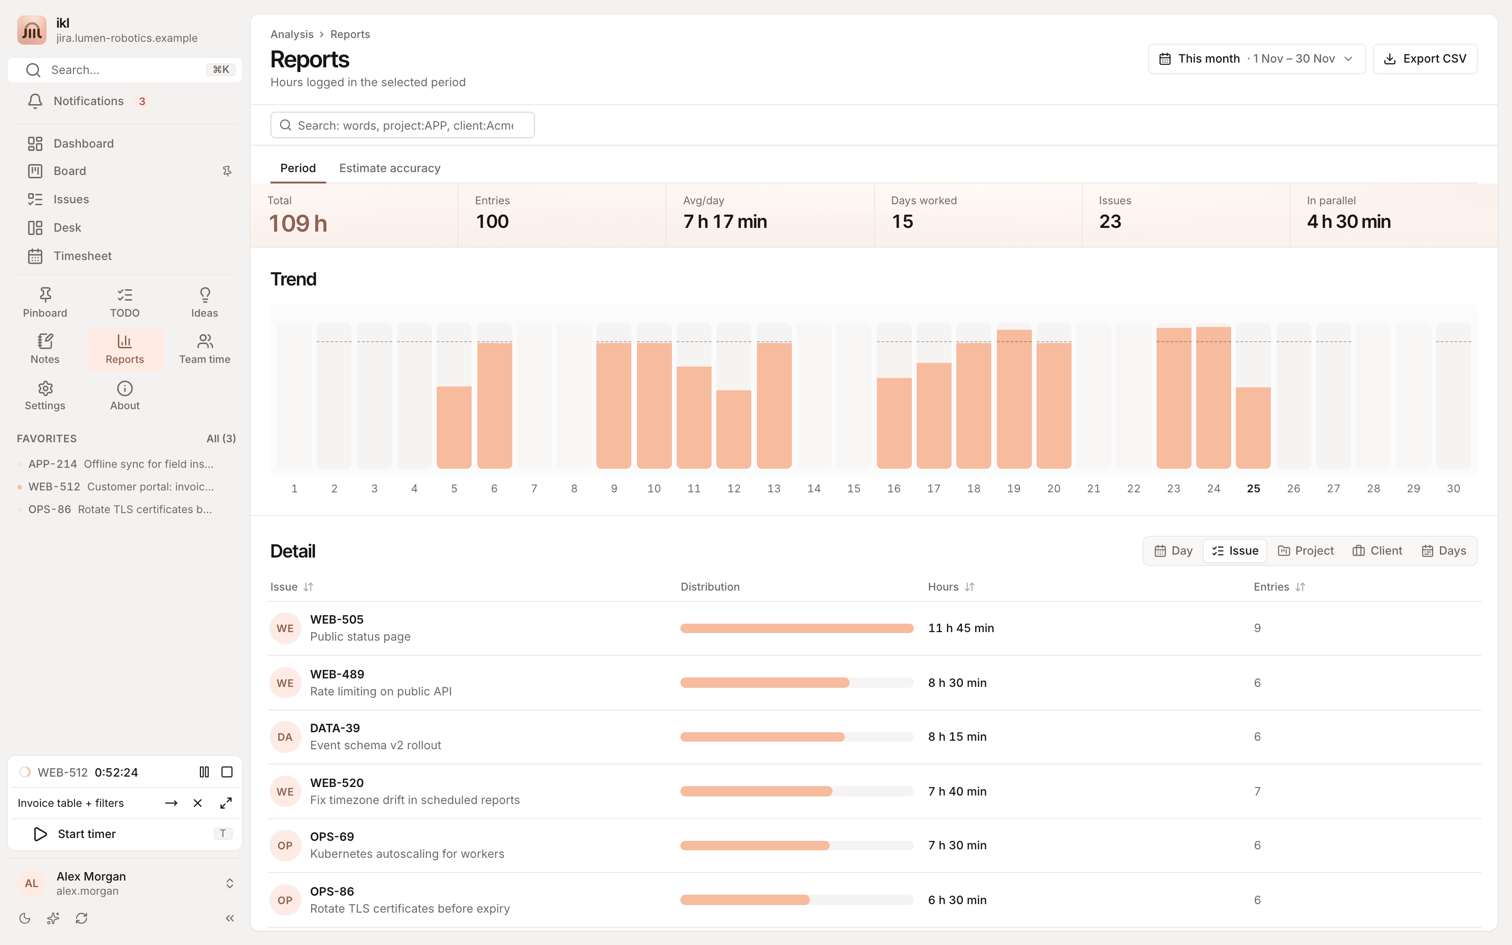 ikl
jira.lumen-robotics.example
Search...
⌘K
Notifications 3
Dashboard
Board
Issues
Desk
Timesheet
Pinboard TODO Ideas
Notes Reports Team time
Settings About
FAVORITES All (3)
APP-214 Offline sync for field ins...
WEB-512 Customer portal: invoic...
OPS-86 Rotate TLS certificates b...
WEB-512 0:52:24
Invoice table + filters
Start timer T
AL
Alex Morgan
alex.morgan
Analysis › Reports
Reports
Hours logged in the selected period
This month · 1 Nov – 30 Nov
Export CSV
Search: words, project:APP, client:Acme
Period Estimate accuracy
Total Entries Avg/day Days worked Issues In parallel
109 h 100 7 h 17 min 15 23 4 h 30 min
Trend
1 2 3 4 5 6 7 8 9 10 11 12 13 14 15 16 17 18 19 20 21 22 23 24 25 26 27 28 29 30
Detail
Day Issue Project Client Days
Issue Distribution Hours Entries
WE WEB-505 11 h 45 min 9
Public status page
WE WEB-489 8 h 30 min 6
Rate limiting on public API
DA DATA-39 8 h 15 min 6
Event schema v2 rollout
WE WEB-520 7 h 40 min 7
Fix timezone drift in scheduled reports
OP OPS-69 7 h 30 min 6
Kubernetes autoscaling for workers
OP OPS-86 6 h 30 min 6
Rotate TLS certificates before expiry